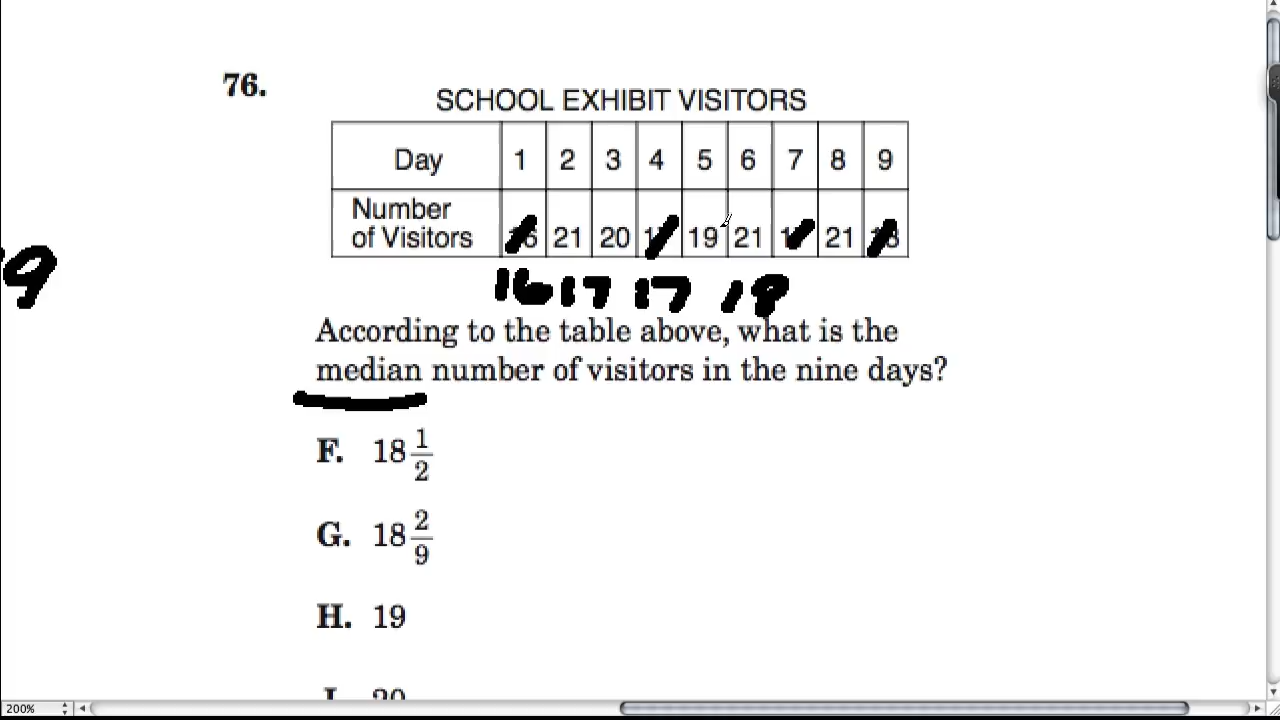 76.
SCHOOL EXHIBIT VISITORS
Day 1 2 3 4 5 6 7 8 9
Number
of Visitors 21 20 19 21 21
9
16 17 17 18
According to the table above, what is the
median number of visitors in the nine days?
F. 18 1/2
G. 18 2/9
H. 19
200%